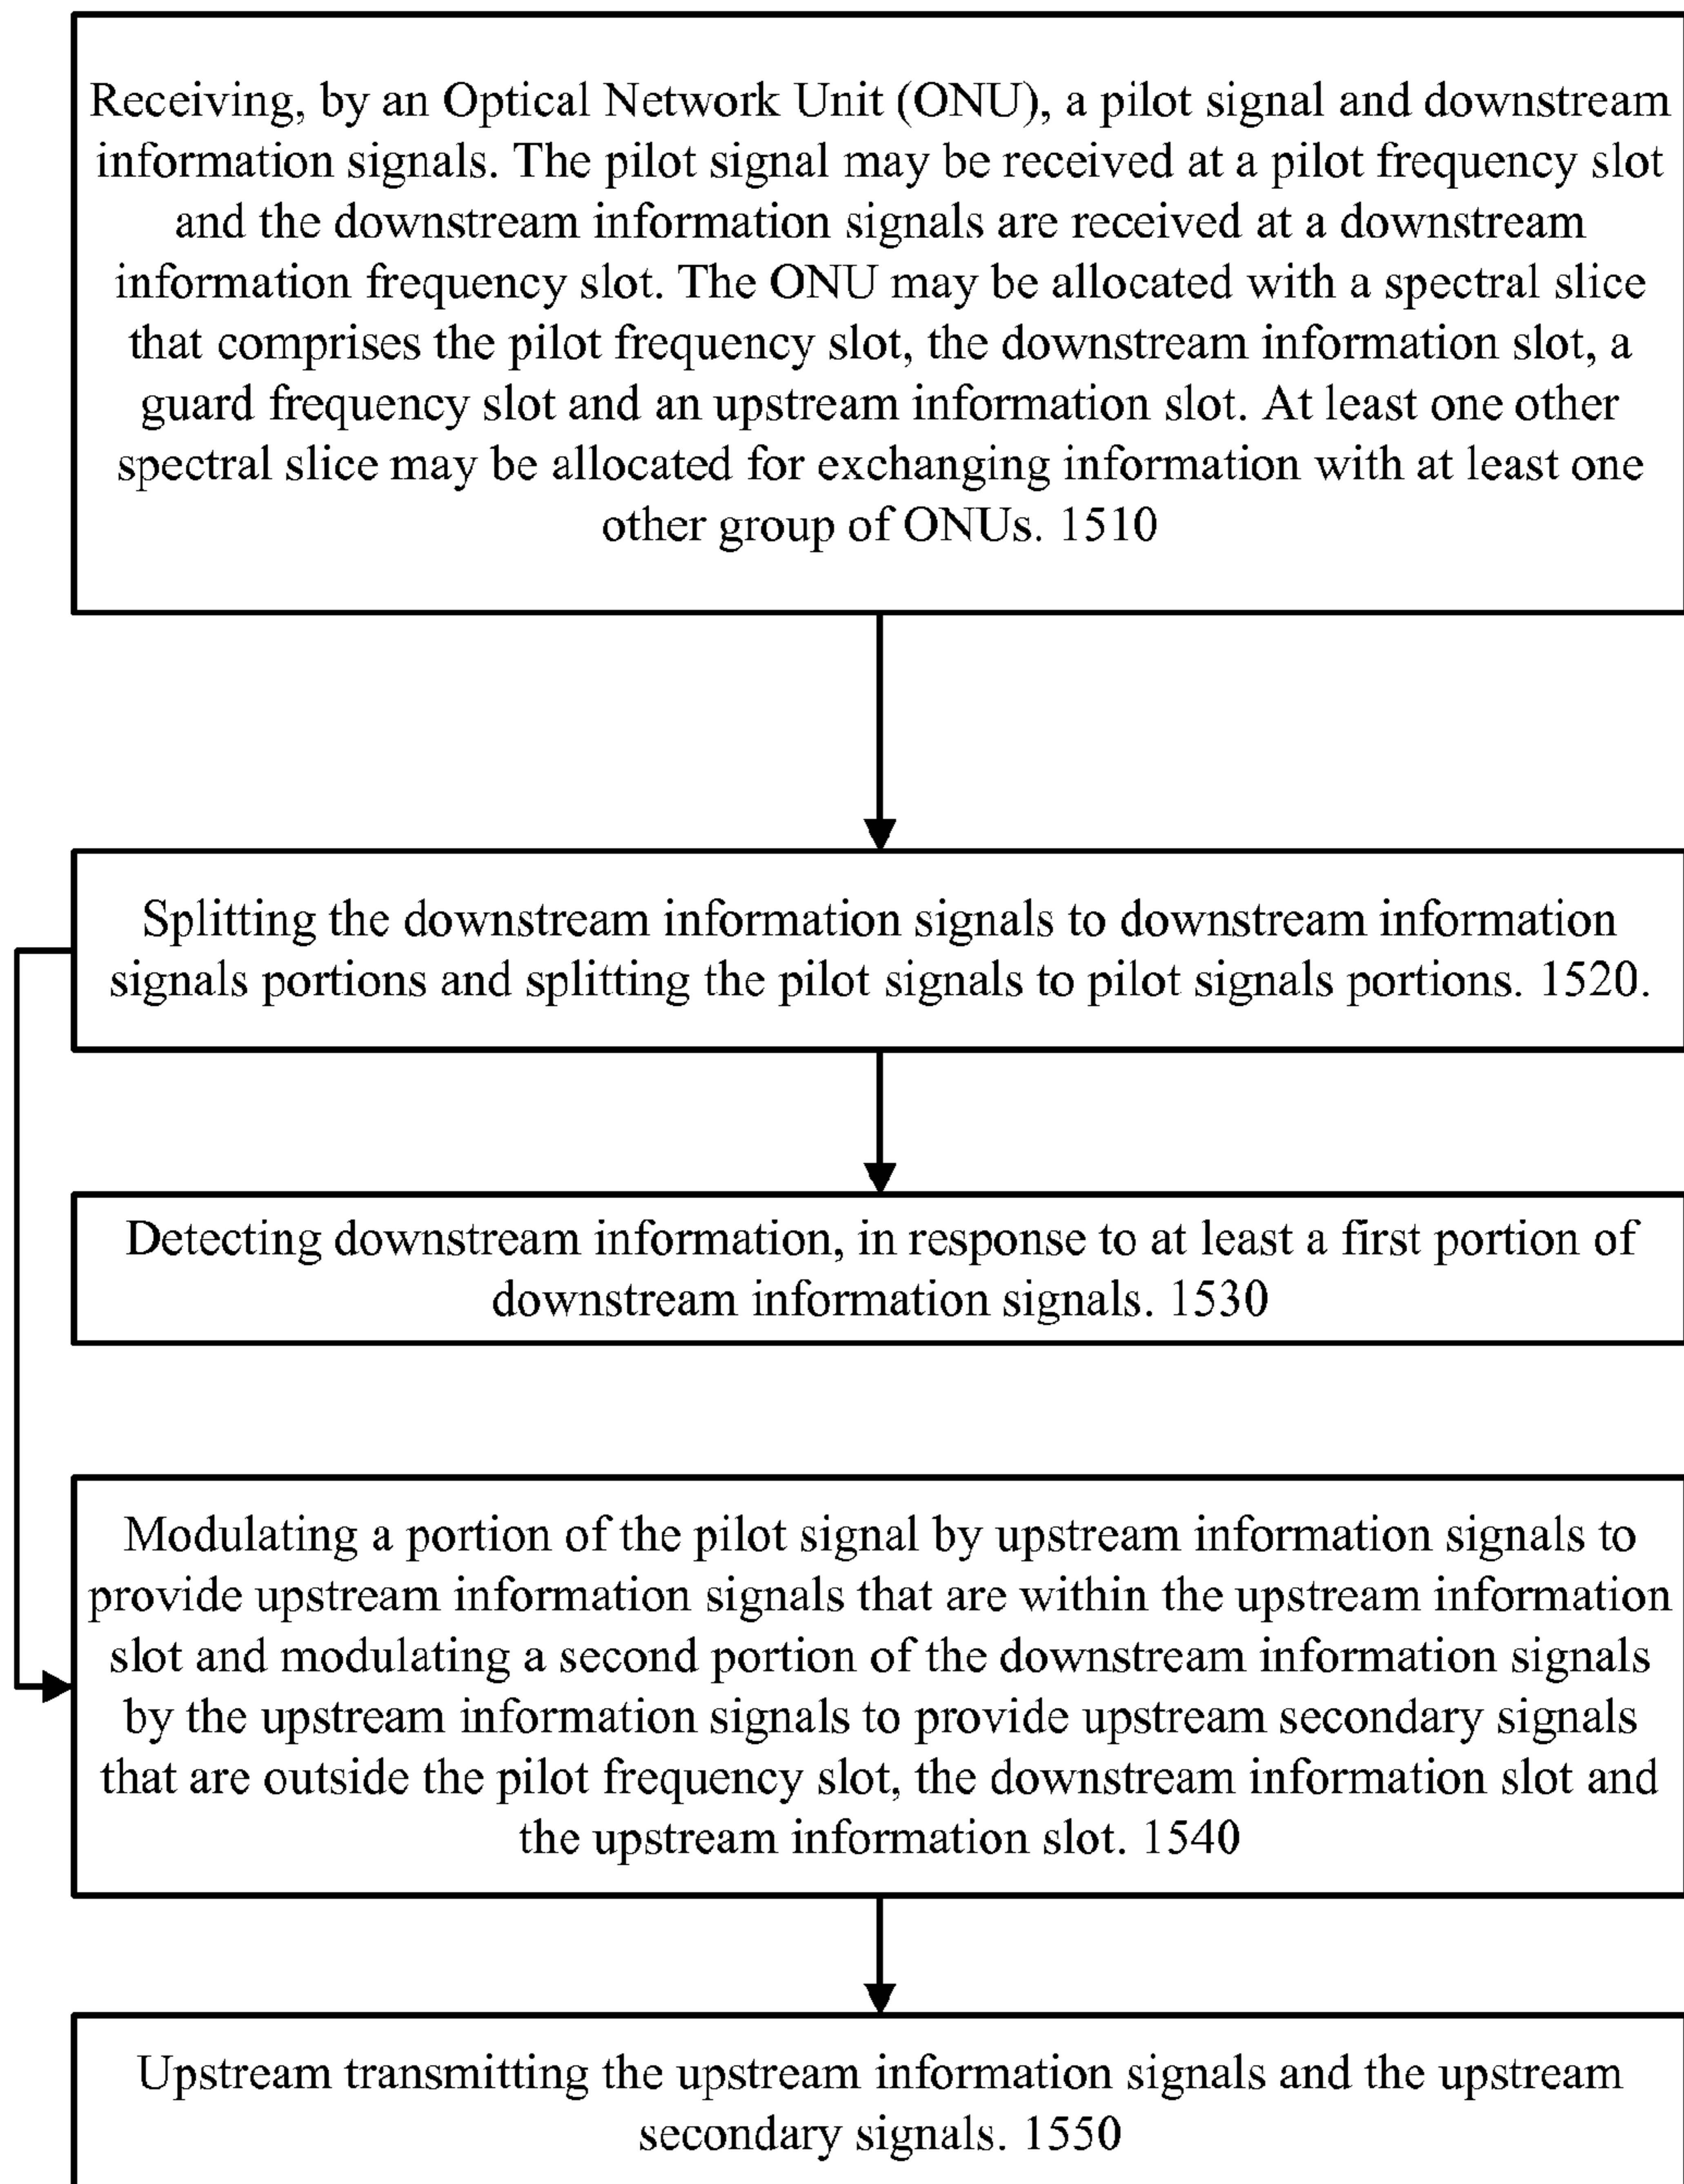 Receiving, by an Optical Network Unit (ONU), a pilot signal and downstream
information signals. The pilot signal may be received at a pilot frequency slot
and the downstream information signals are received at a downstream
information frequency slot. The ONU may be allocated with a spectral slice
that comprises the pilot frequency slot, the downstream information slot, a
guard frequency slot and an upstream information slot. At least one other
spectral slice may be allocated for exchanging information with at least one
other group of ONUs. 1510
Splitting the downstream information signals to downstream information
signals portions and splitting the pilot signals to pilot signals portions. 1520.
Detecting downstream information, in response to at least a first portion of
downstream information signals. 1530
Modulating a portion of the pilot signal by upstream information signals to
provide upstream information signals that are within the upstream information
slot and modulating a second portion of the downstream information signals
by the upstream information signals to provide upstream secondary signals
that are outside the pilot frequency slot, the downstream information slot and
the upstream information slot. 1540
Upstream transmitting the upstream information signals and the upstream
secondary signals. 1550